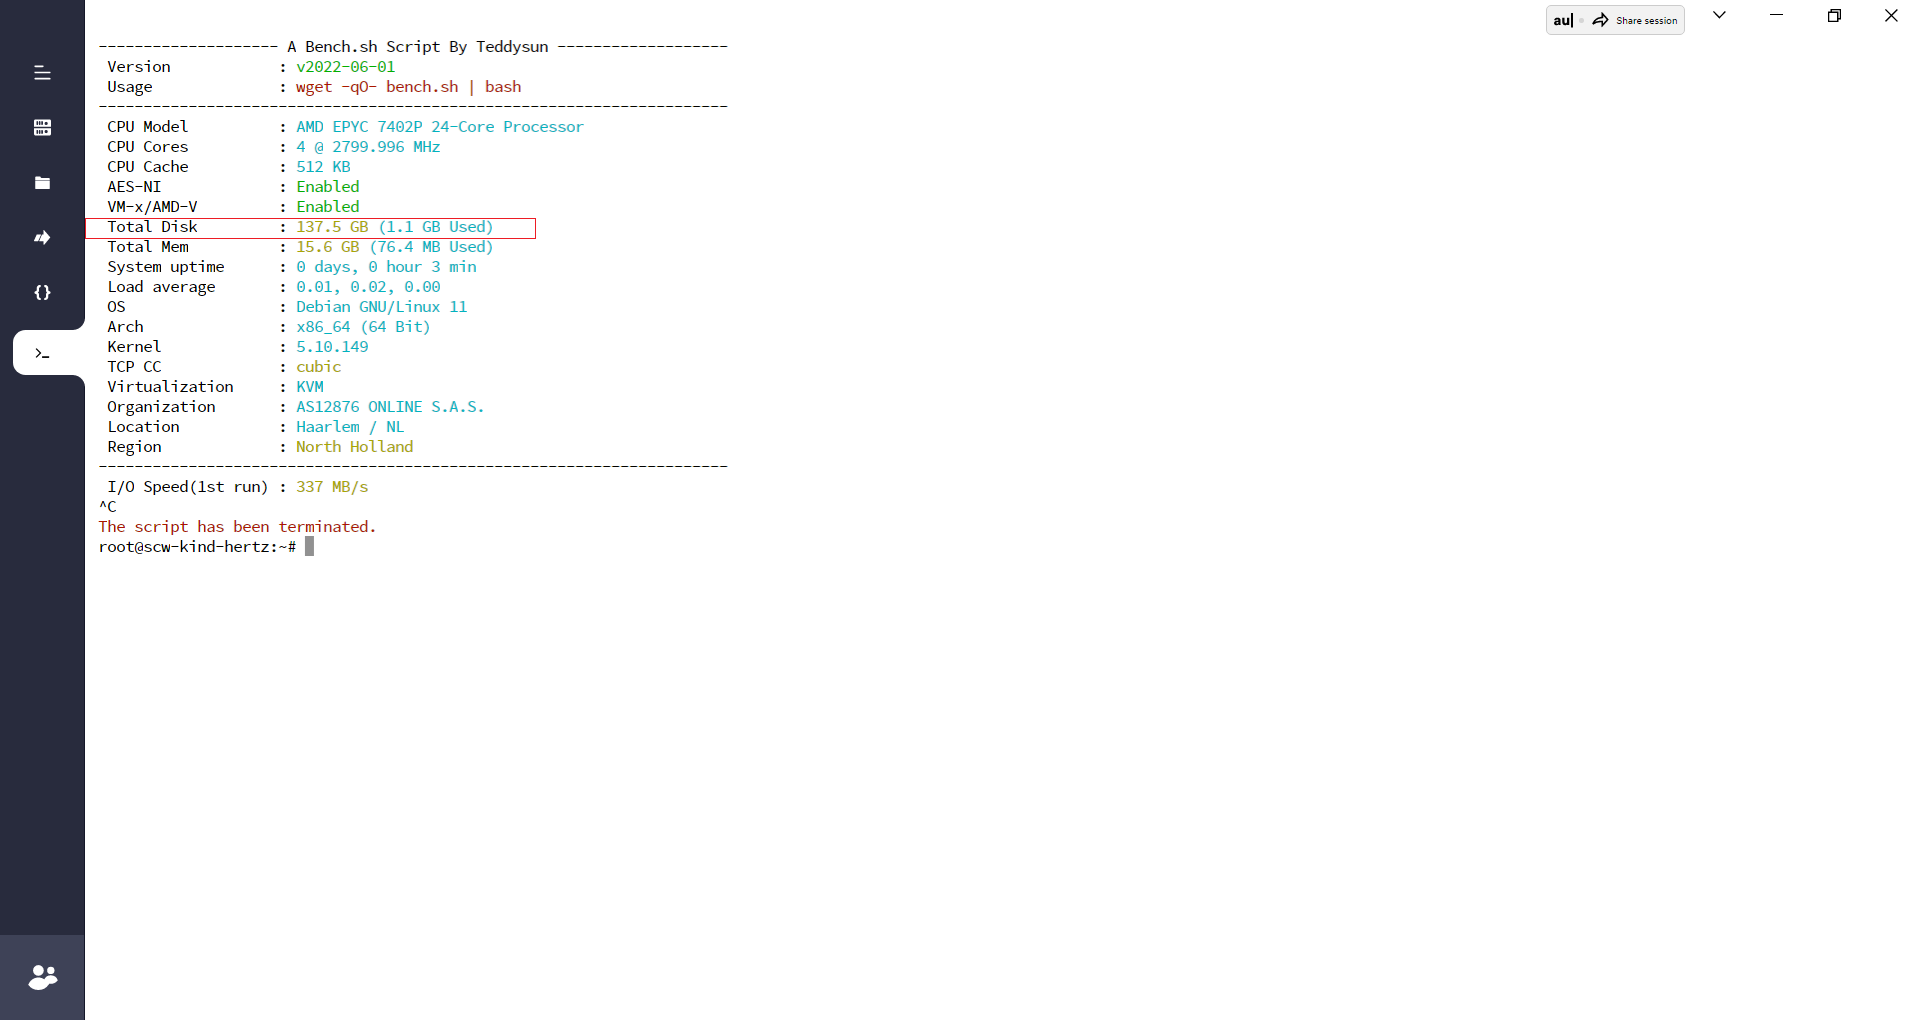 au| Share session
-------------------- A Bench.sh Script By Teddysun -------------------
Version : v2022-06-01
Usage : wget -qO- bench.sh | bash
----------------------------------------------------------------------
CPU Model : AMD EPYC 7402P 24-Core Processor
CPU Cores : 4 @ 2799.996 MHz
CPU Cache : 512 KB
AES-NI : Enabled
VM-x/AMD-V : Enabled
Total Disk : 137.5 GB (1.1 GB Used)
Total Mem : 15.6 GB (76.4 MB Used)
System uptime : 0 days, 0 hour 3 min
Load average : 0.01, 0.02, 0.00
OS : Debian GNU/Linux 11
Arch : x86_64 (64 Bit)
Kernel : 5.10.149
TCP CC : cubic
Virtualization : KVM
Organization : AS12876 ONLINE S.A.S.
Location : Haarlem / NL
Region : North Holland
----------------------------------------------------------------------
I/O Speed(1st run) : 337 MB/s
^C
The script has been terminated.
root@scw-kind-hertz:~#